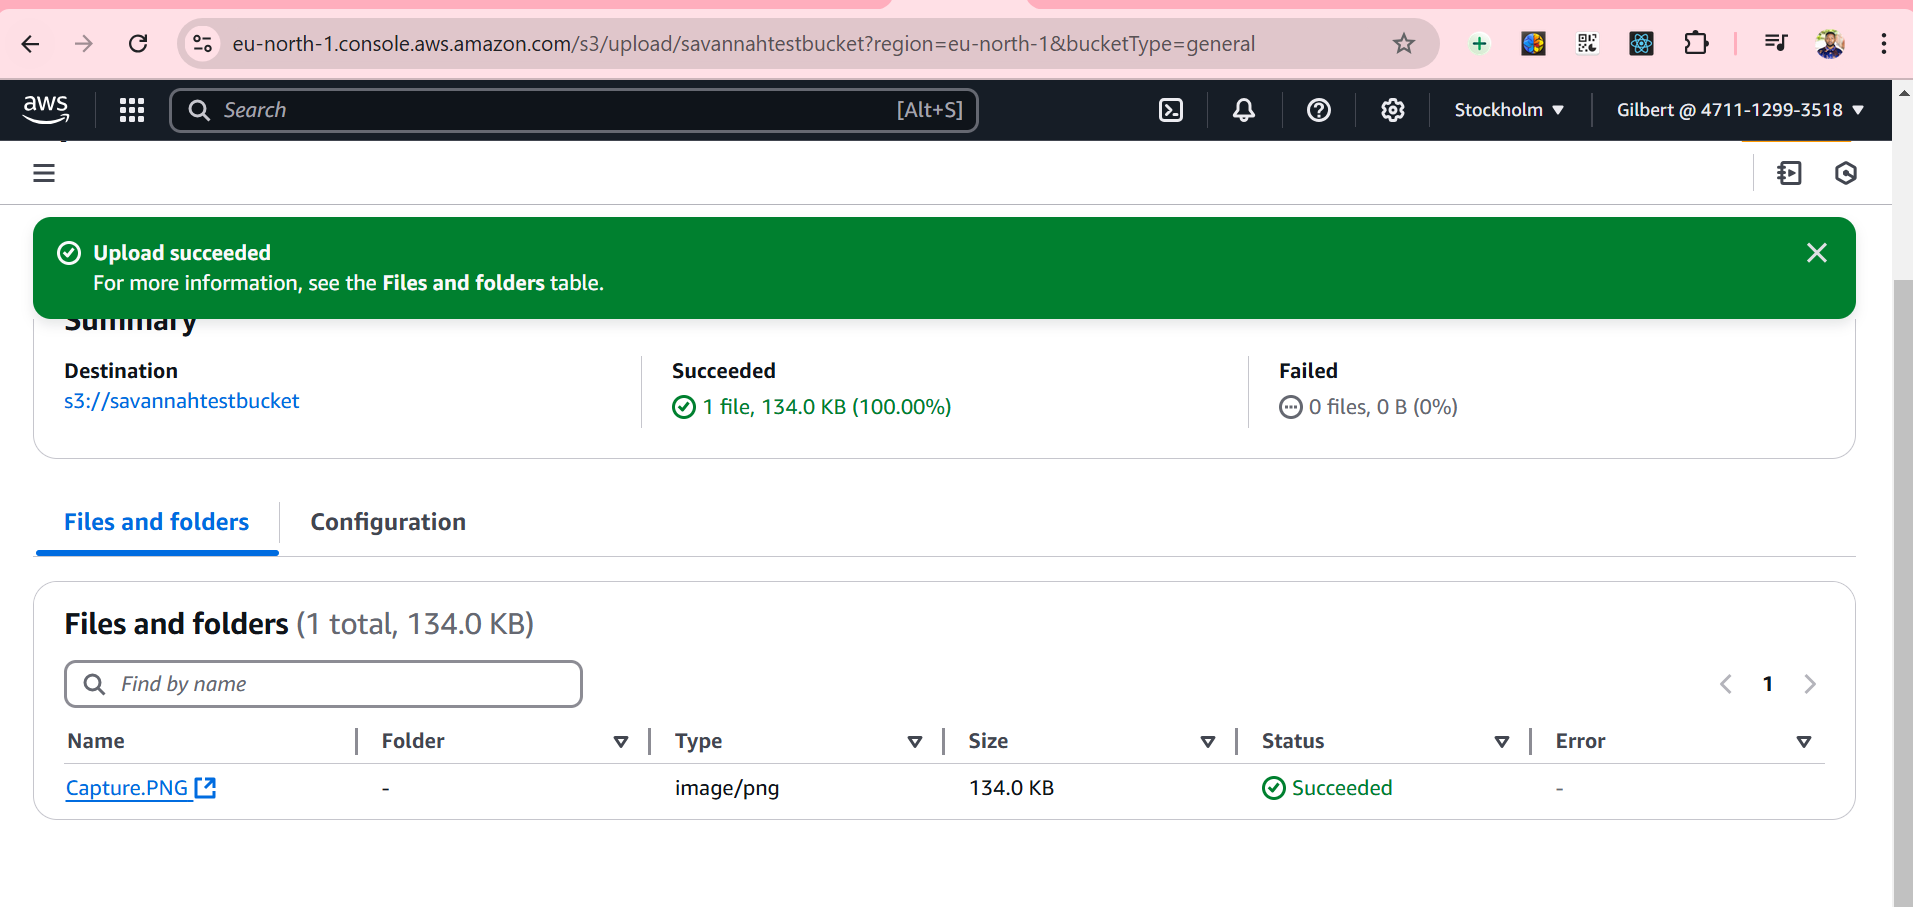 eu-north-1.console.aws.amazon.com/s3/upload/savannahtestbucket?region=eu-north-1&bucketType=general
aws
Search
[Alt+S]
Stockholm
Gilbert @ 4711-1299-3518
Upload succeeded
For more information, see the Files and folders table.
Summary
Destination
s3://savannahtestbucket
Succeeded
1 file, 134.0 KB (100.00%)
Failed
0 files, 0 B (0%)
Files and folders
Configuration
Files and folders (1 total, 134.0 KB)
Find by name
1
Name Folder Type Size Status Error
Capture.PNG - image/png 134.0 KB Succeeded -